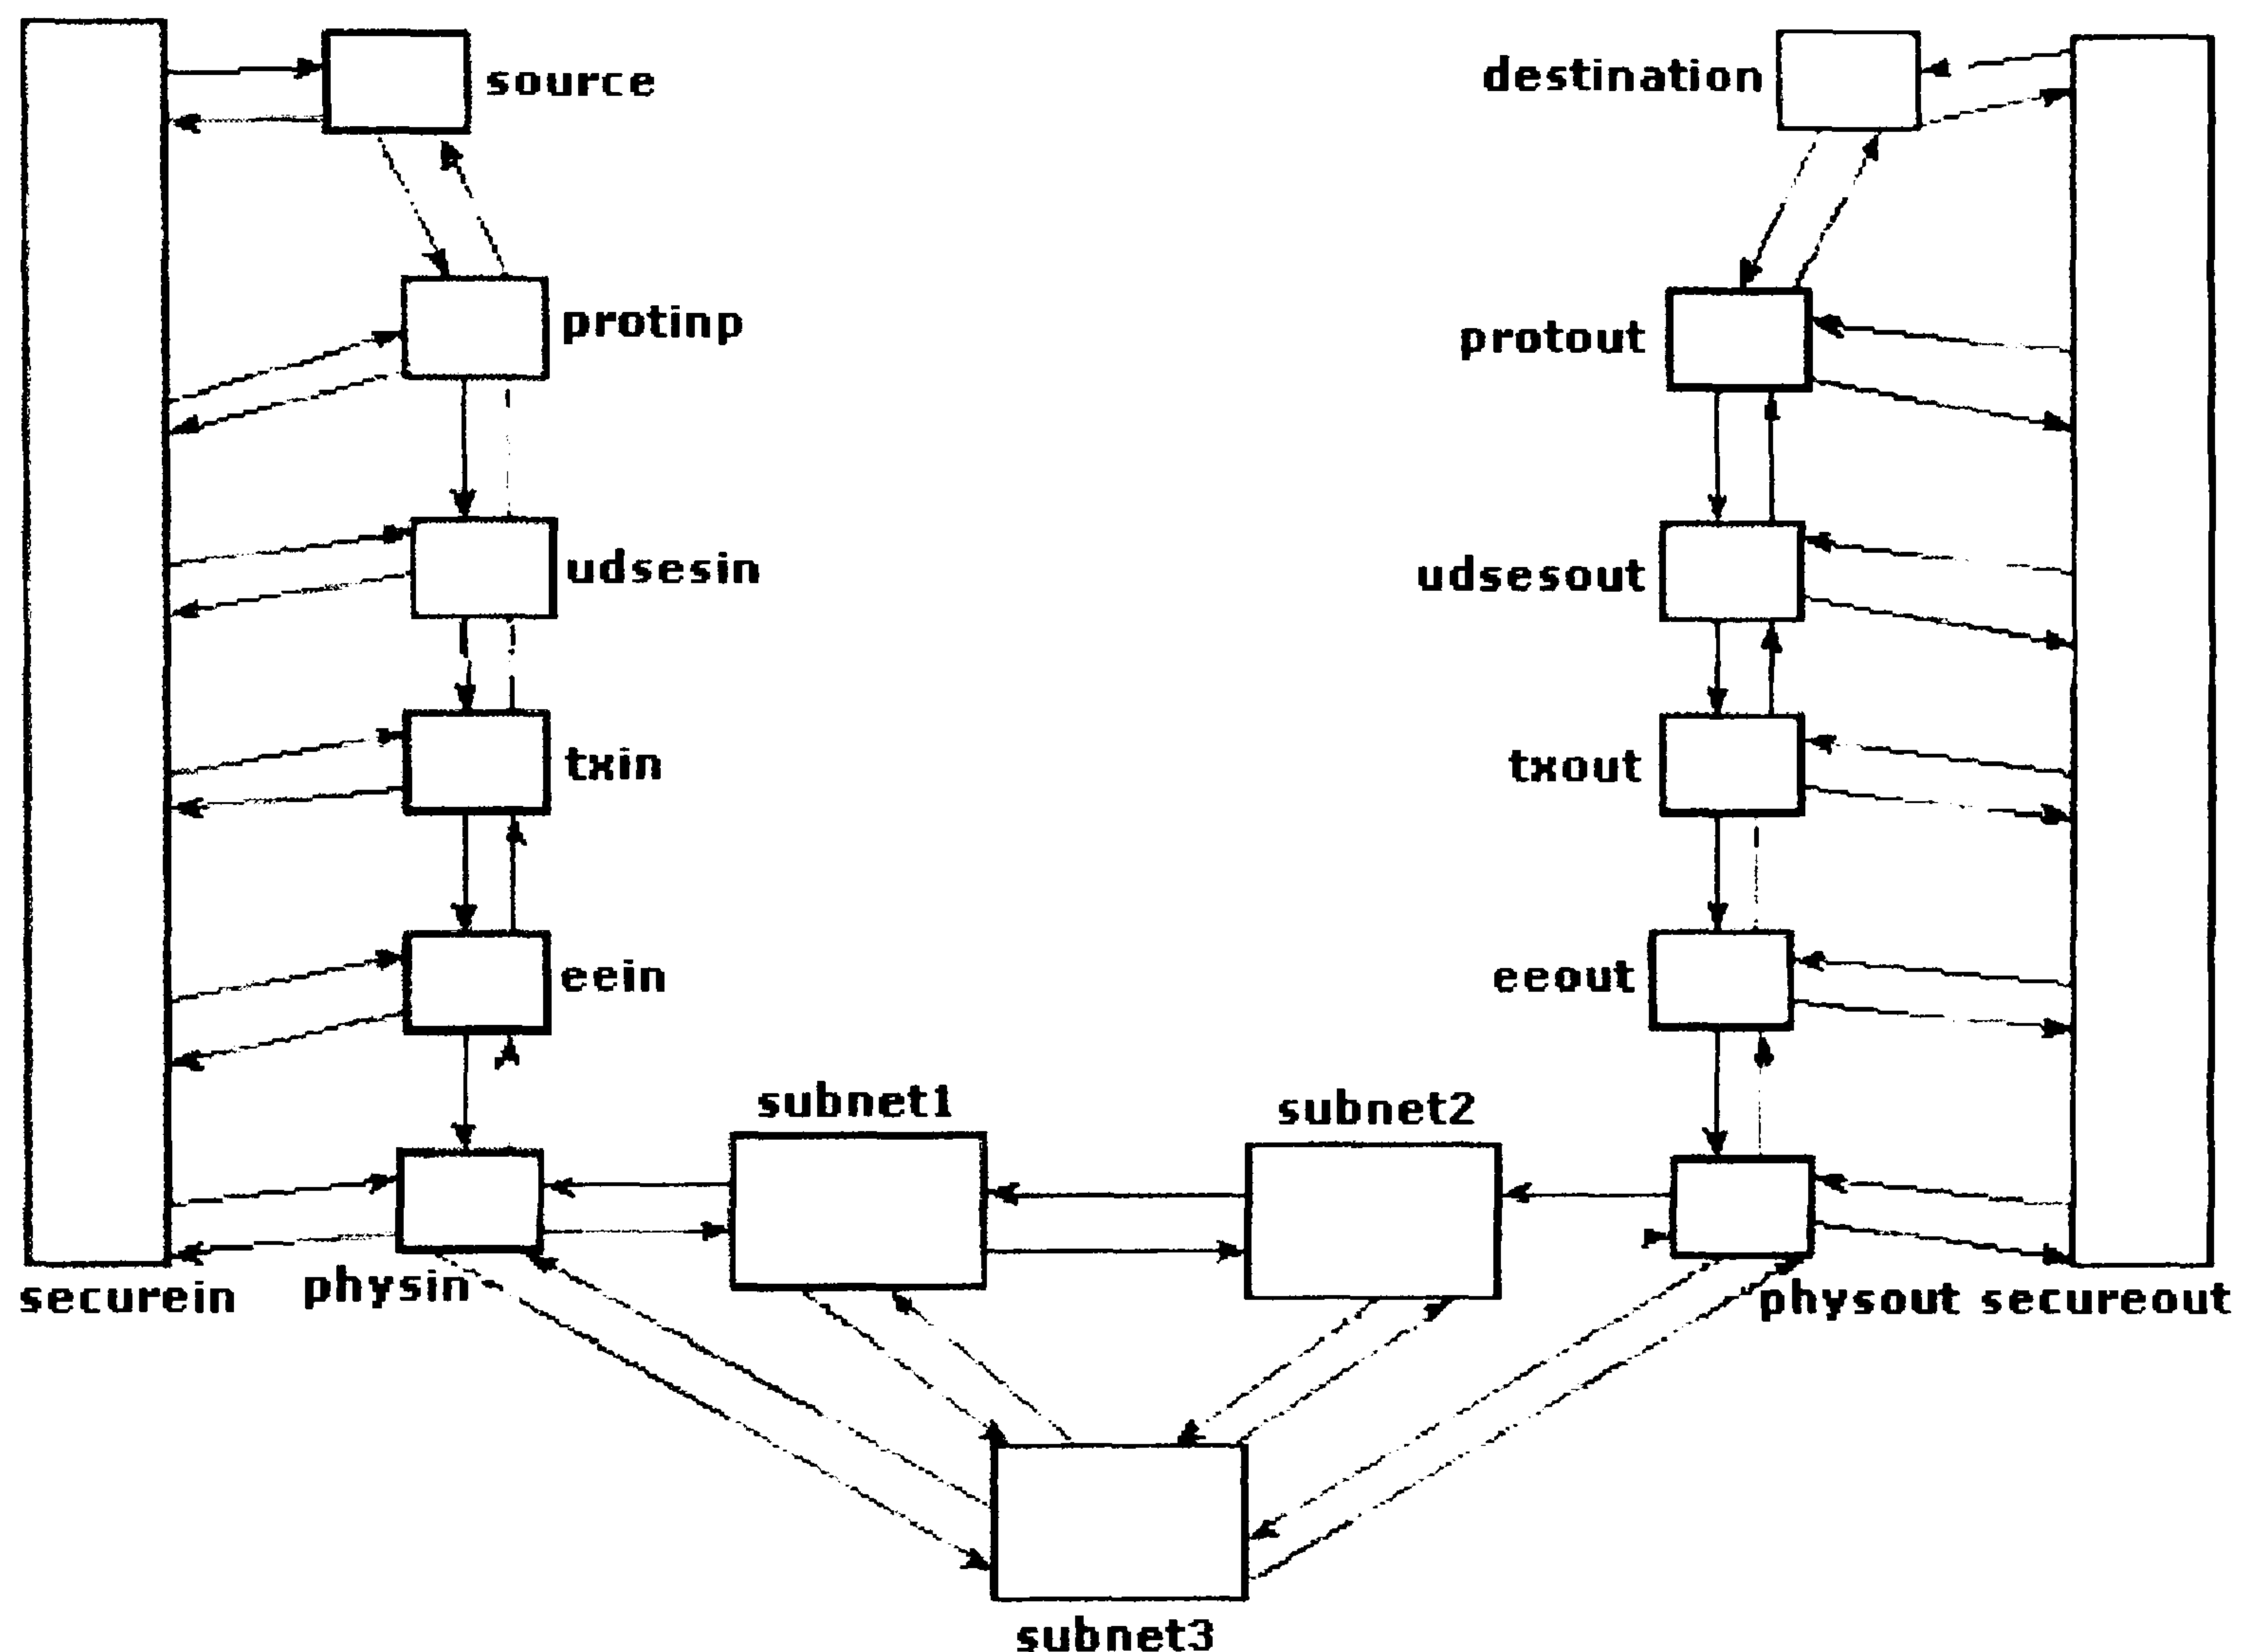 source
destination
protinp
protout
udsesin
udsesout
txin
txout
eein
eeout
subnet1
subnet2
securein
physin
physout
secureout
subnet3